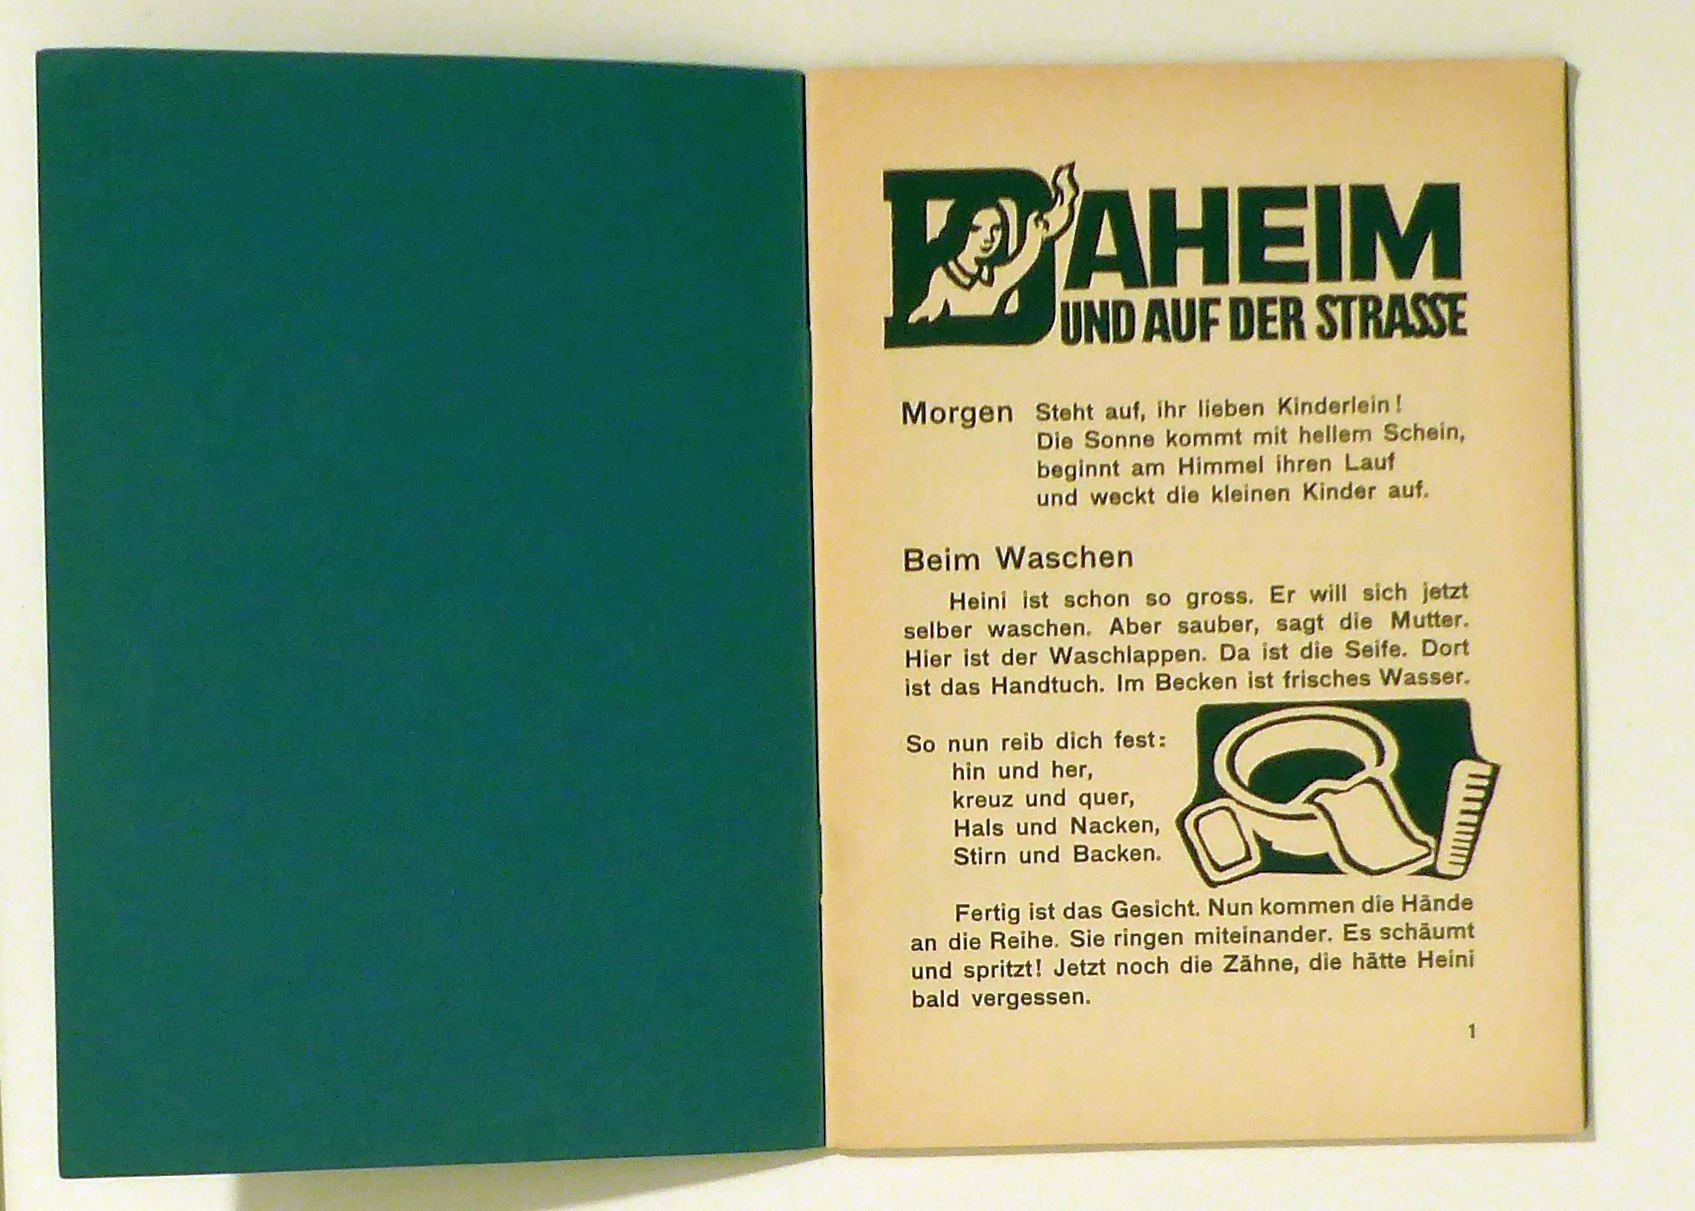 DAHEIM
UND AUF DER STRASSE
Morgen Steht auf, ihr lieben Kinderlein!
Die Sonne kommt mit hellem Schein,
beginnt am Himmel ihren Lauf
und weckt die kleinen Kinder auf.
Beim Waschen
Heini ist schon so gross. Er will sich jetzt
selber waschen. Aber sauber, sagt die Mutter.
Hier ist der Waschlappen. Da ist die Seife. Dort
ist das Handtuch. Im Becken ist frisches Wasser.
So nun reib dich fest:
hin und her,
kreuz und quer,
Hals und Nacken,
Stirn und Backen.
Fertig ist das Gesicht. Nun kommen die Hände
an die Reihe. Sie ringen miteinander. Es schäumt
und spritzt! Jetzt noch die Zähne, die hätte Heini
bald vergessen.
1